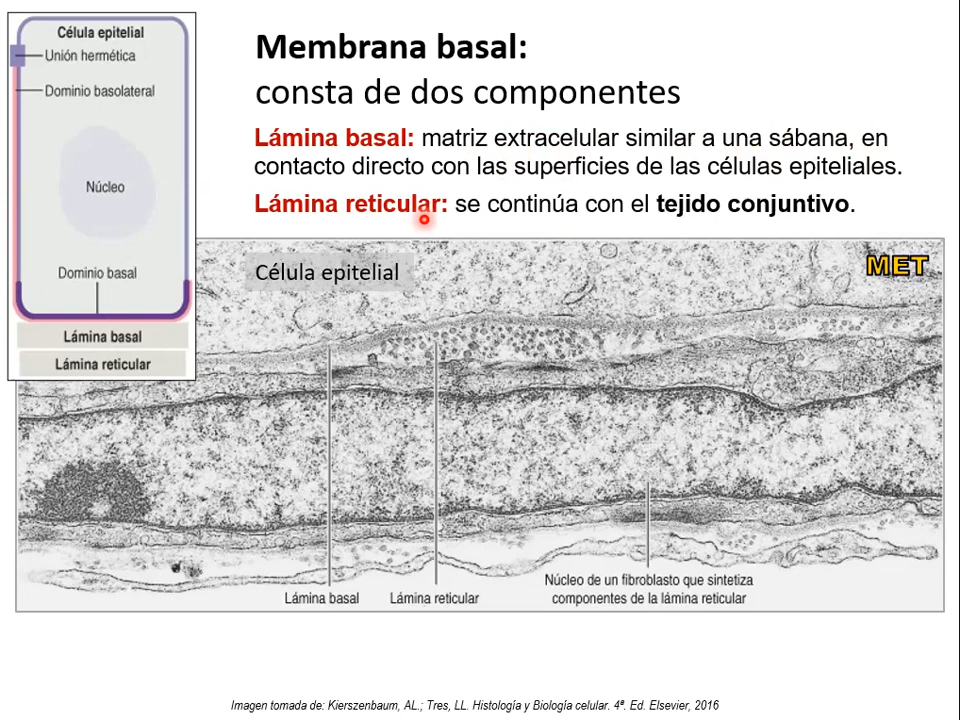 Célula epitelial
Unión hermética
Dominio basolateral
Núcleo
Dominio basal
Lámina basal
Lámina reticular
Membrana basal:
consta de dos componentes
Lámina basal: matriz extracelular similar a una sábana, en
contacto directo con las superficies de las células epiteliales.
Lámina reticular: se continúa con el tejido conjuntivo.
Célula epitelial
MET
Lámina basal
Lámina reticular
Núcleo de un fibroblasto que sintetiza
componentes de la lámina reticular
Imagen tomada de: Kierszenbaum, AL.; Tres, LL. Histología y Biología celular. 4ª. Ed. Elsevier, 2016